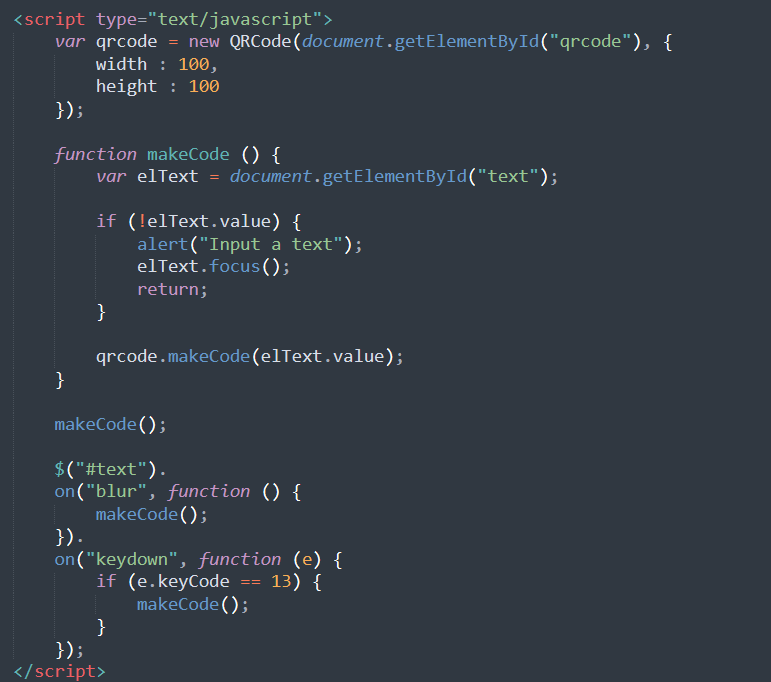 <script type="text/javascript">
    var qrcode = new QRCode(document.getElementById("qrcode"), {
        width : 100,
        height : 100
    });

    function makeCode () {
        var elText = document.getElementById("text");

        if (!elText.value) {
            alert("Input a text");
            elText.focus();
            return;
        }

        qrcode.makeCode(elText.value);
    }

    makeCode();

    $("#text").
    on("blur", function () {
        makeCode();
    }).
    on("keydown", function (e) {
        if (e.keyCode == 13) {
            makeCode();
        }
    });
</script>